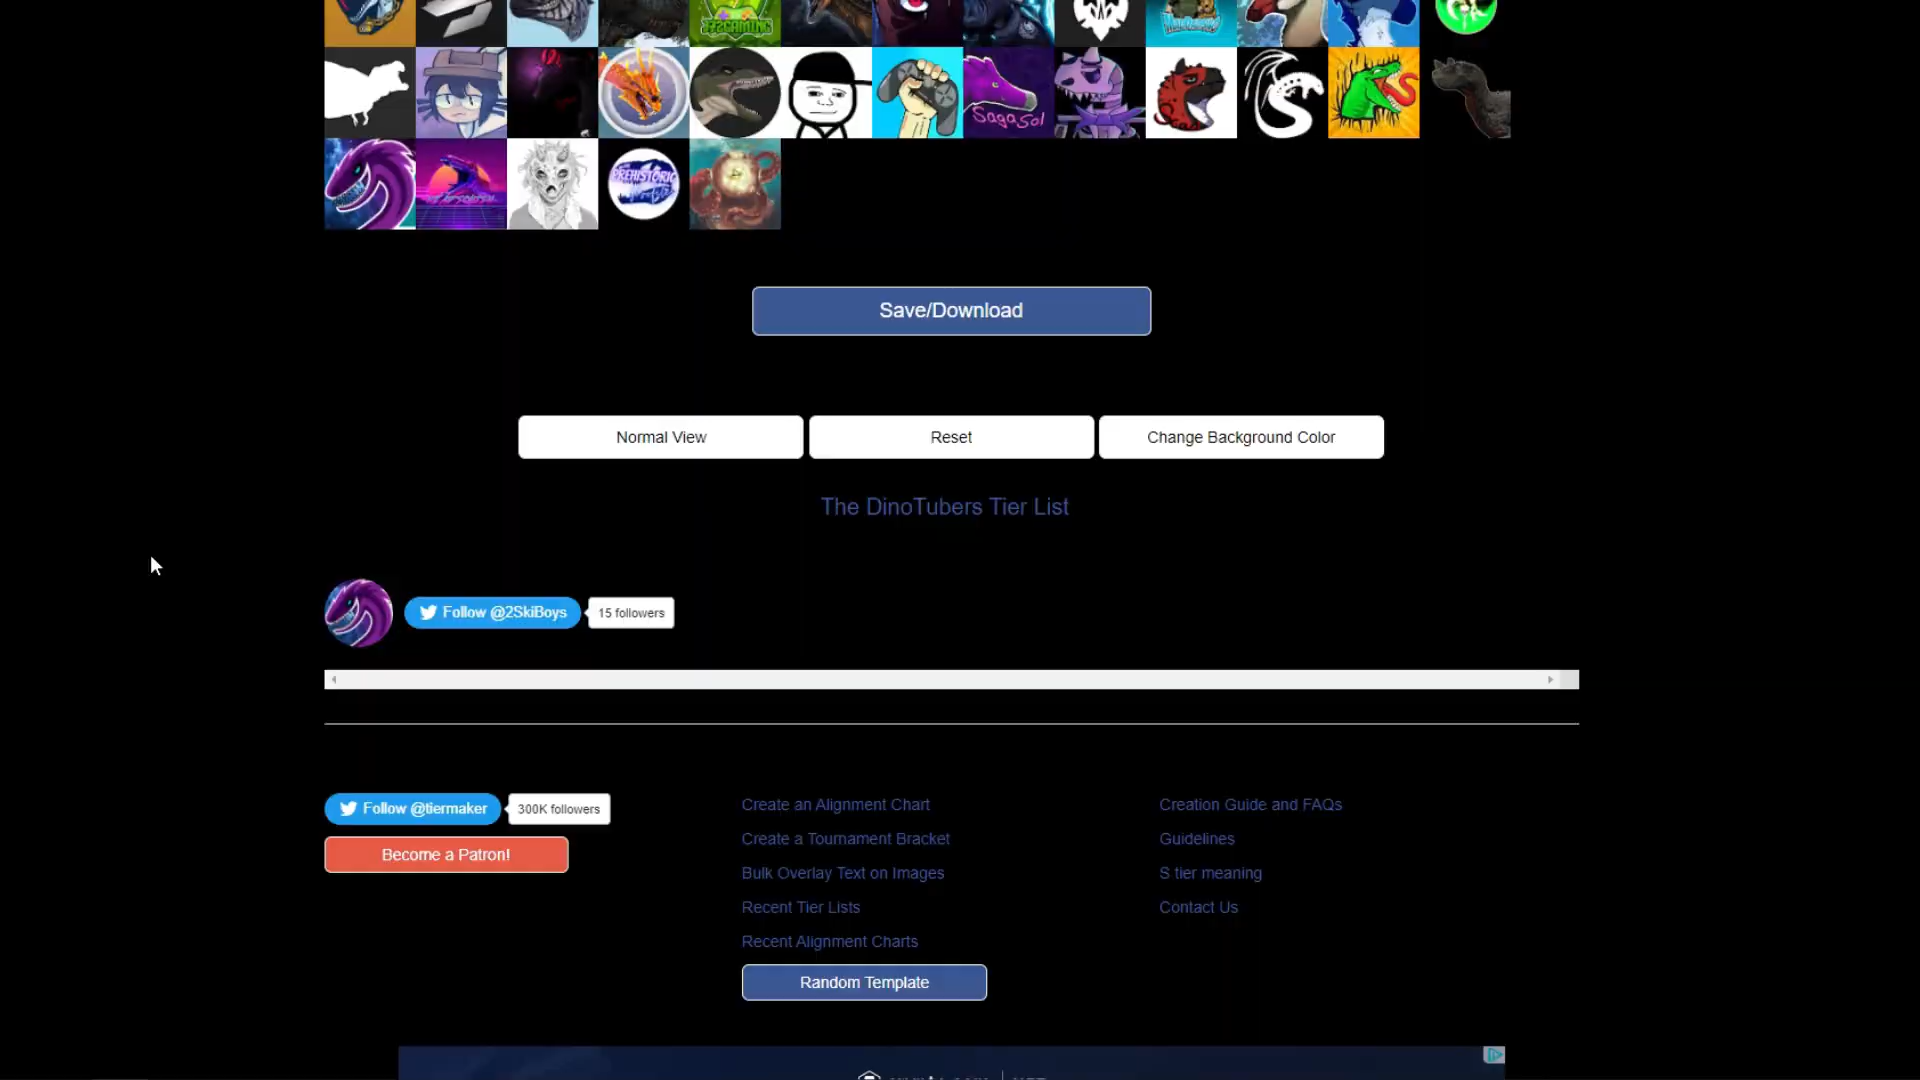 SagaSol
PREHISTORIC
Save/Download
Normal View
Reset
Change Background Color
The DinoTubers Tier List
Follow @2SkiBoys
15 followers
Follow @tiermaker
300K followers
Become a Patron!
Create an Alignment Chart
Create a Tournament Bracket
Bulk Overlay Text on Images
Recent Tier Lists
Recent Alignment Charts
Random Template
Creation Guide and FAQs
Guidelines
S tier meaning
Contact Us